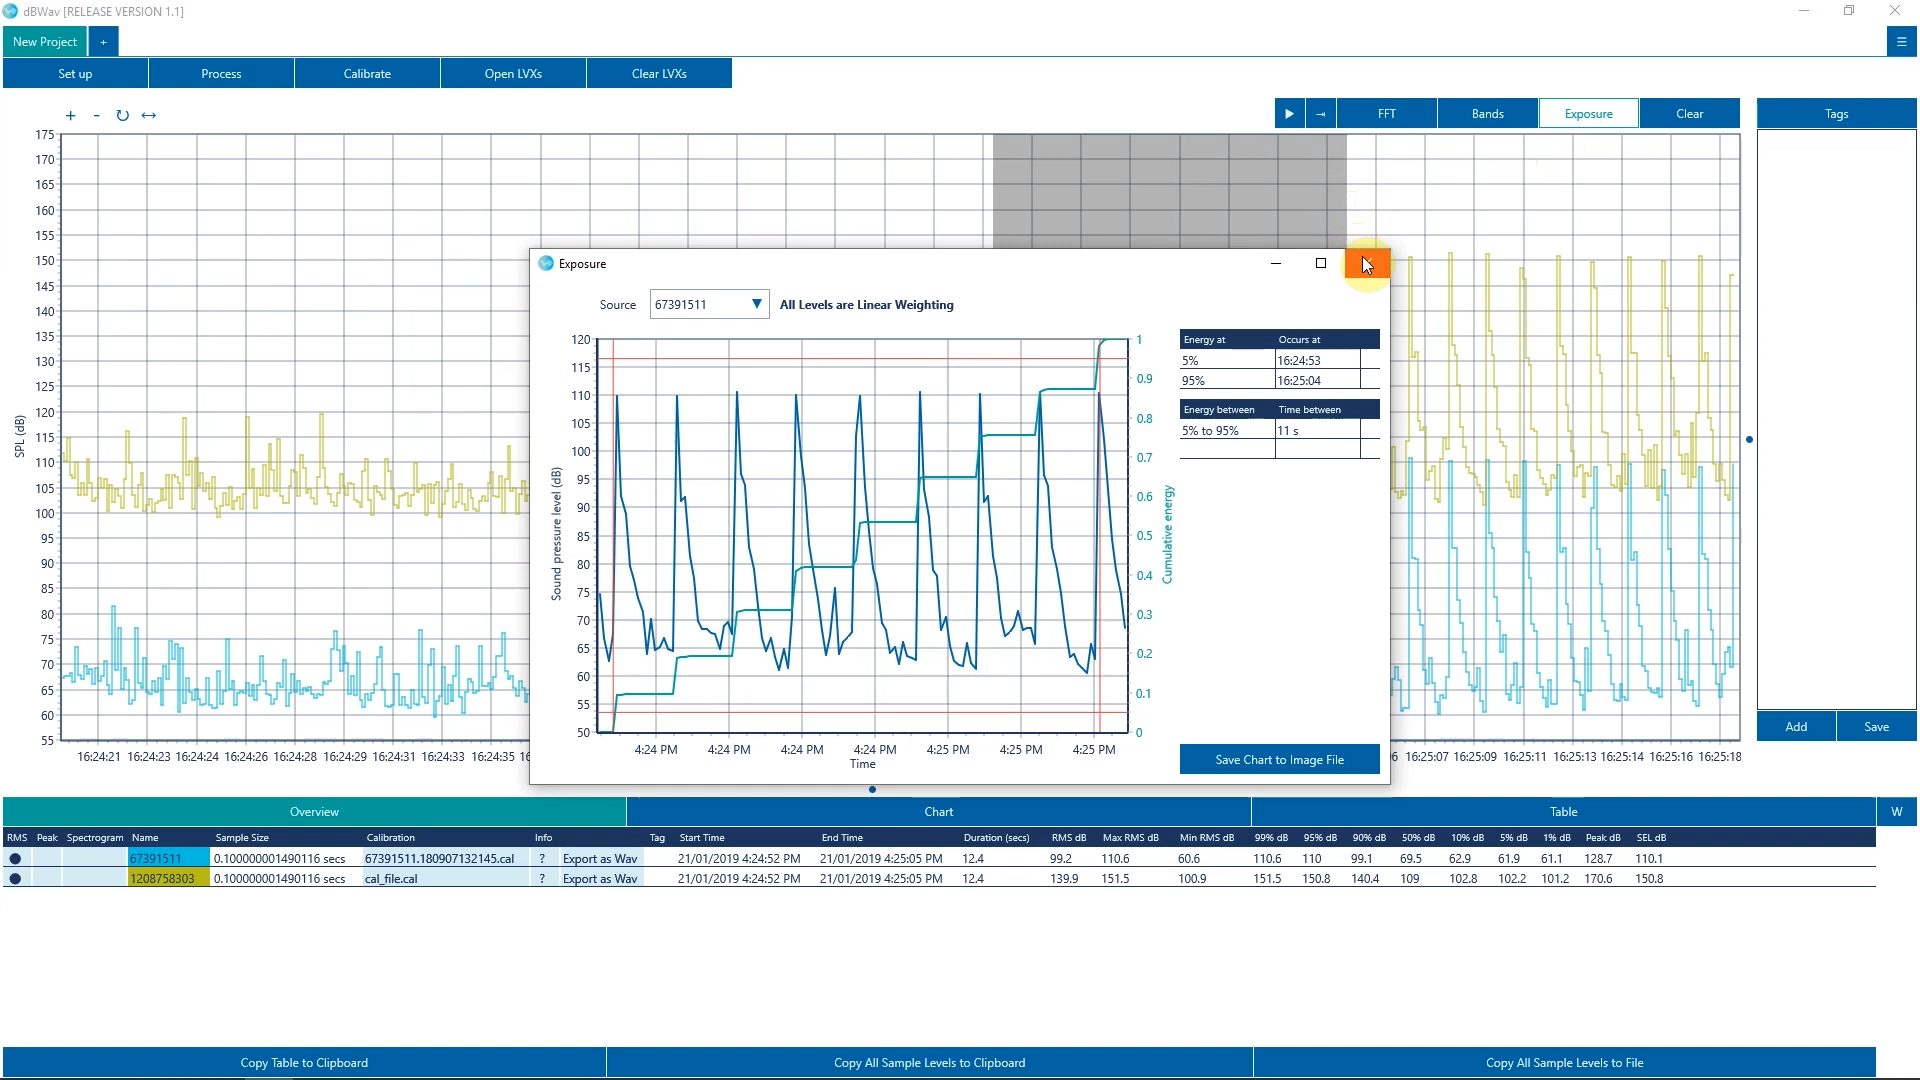 dBWav [RELEASE VERSION 1.1]
New Project +
Set up Process Calibrate Open LVXs Clear LVXs
+ - FFT Bands Exposure Clear Tags
175
170
165
160
155
150
145
140
135
130
125
120
115
110
105
100
95
90
85
80
75
70
65
60
55
SPL (dB)
16:24:21 16:24:23 16:24:24 16:24:26 16:24:28 16:24:29 16:24:31 16:24:33 16:24:35
Exposure
Source 67391511 All Levels are Linear Weighting
120
115
110
105
100
95
90
85
80
75
70
65
60
55
50
Sound pressure level (dB)
1
0.9
0.8
0.7
0.6
0.5
0.4
0.3
0.2
0.1
0
Cumulative energy
4:24 PM 4:24 PM 4:24 PM 4:24 PM 4:25 PM 4:25 PM 4:25 PM
Time
Energy at Occurs at
5% 16:24:53
95% 16:25:04
Energy between Time between
5% to 95% 11 s
Save Chart to Image File
16:25:07 16:25:09 16:25:11 16:25:13 16:25:14 16:25:16 16:25:18
Add Save
Overview Chart Table W
RMS Peak Spectrogram Name Sample Size Calibration Info Tag Start Time End Time Duration (secs) RMS dB Max RMS dB Min RMS dB 99% dB 95% dB 90% dB 50% dB 10% dB 5% dB 1% dB Peak dB SEL dB
67391511 0.100000001490116 secs 67391511.180907132145.cal ? Export as Wav 21/01/2019 4:24:52 PM 21/01/2019 4:25:05 PM 12.4 99.2 110.6 60.6 110.6 110 99.1 69.5 62.9 61.9 61.1 128.7 110.1
1208758303 0.100000001490116 secs cal_file.cal ? Export as Wav 21/01/2019 4:24:52 PM 21/01/2019 4:25:05 PM 12.4 139.9 151.5 100.9 151.5 150.8 140.4 109 102.8 102.2 101.2 170.6 150.8
Copy Table to Clipboard Copy All Sample Levels to Clipboard Copy All Sample Levels to File